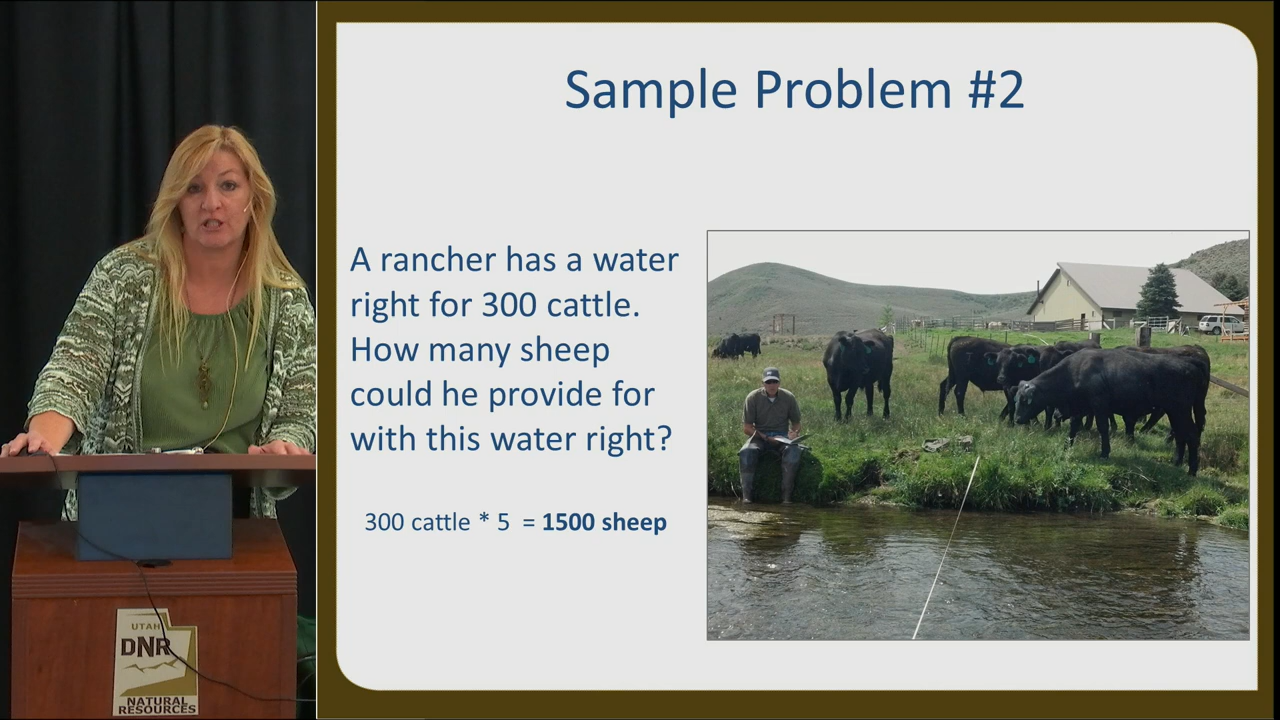 Sample Problem #2
A rancher has a water
right for 300 cattle.
How many sheep
could he provide for
with this water right?
300 cattle * 5 = 1500 sheep
UTAH
DNR
NATURAL
RESOURCES